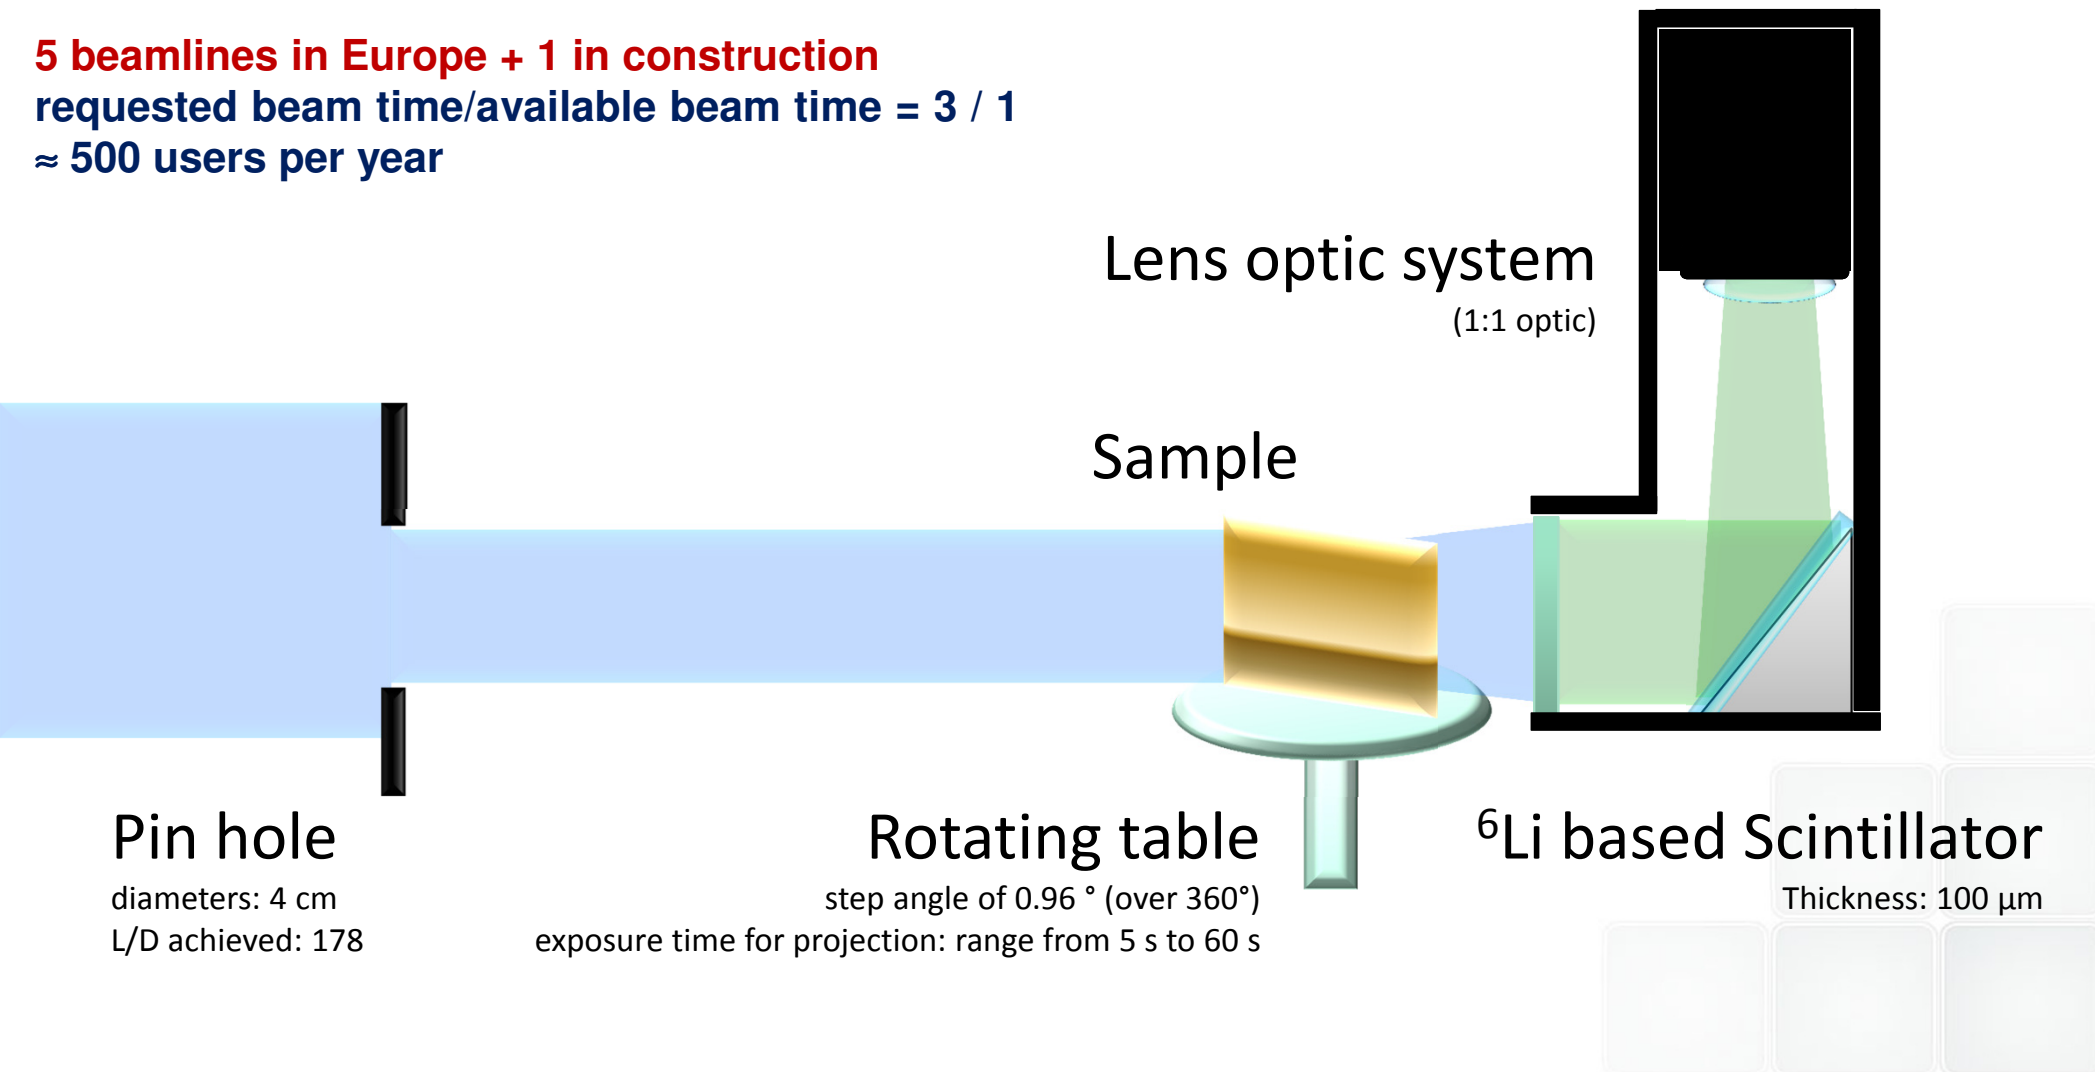 5 beamlines in Europe + 1 in construction
requested beam time/available beam time = 3 / 1
≈ 500 users per year
Lens optic system
(1:1 optic)
Sample
Pin hole
diameters: 4 cm
L/D achieved: 178
Rotating table
step angle of 0.96 ° (over 360°)
exposure time for projection: range from 5 s to 60 s
⁶Li based Scintillator
Thickness: 100 µm